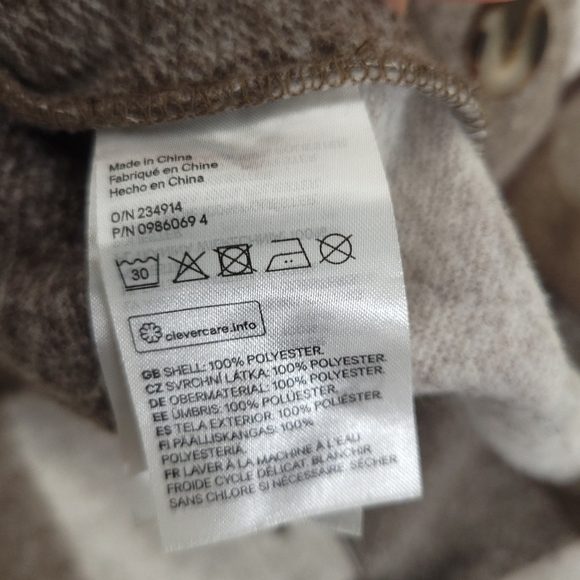 Made in China
Fabriqué en Chine
Hecho en China
O/N 234914
P/N 0986069 4
30
clevercare.info
GB SHELL: 100% POLYESTER.
CZ SVRCHNÍ LÁTKA: 100% POLYESTER.
DE OBERMATERIAL: 100% POLYESTER.
EE ÜMBRIS: 100% POLÜESTER.
ES TELA EXTERIOR: 100% POLIÉSTER.
FI PÄÄLLISKANGAS: 100%
POLYESTERIA.
FR LAVER À LA MACHINE À L'EAU
FROIDE CYCLE DÉLICAT. BLANCHIR
SANS CHLORE SI NÉCESSAIRE. SÉCHER